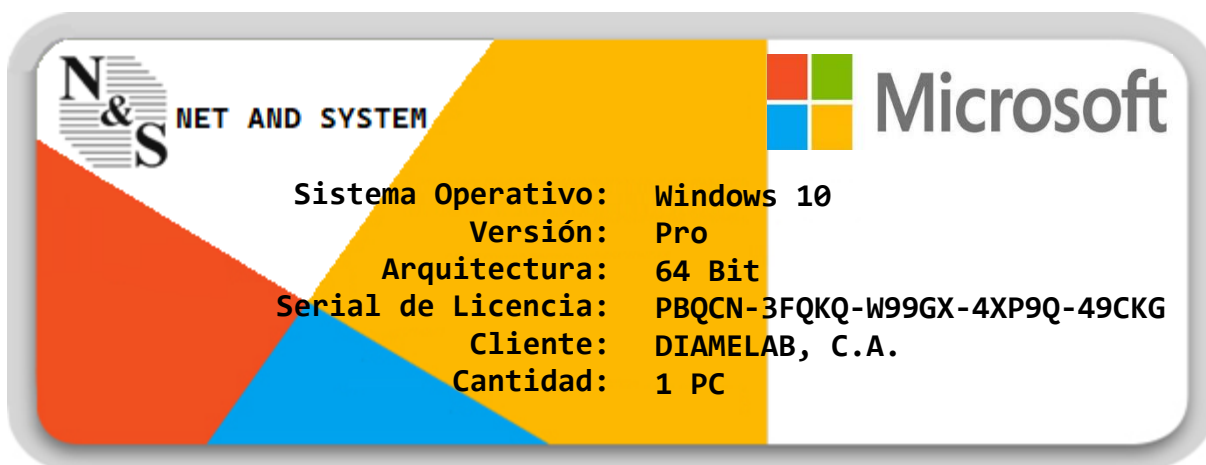 N&S
NET AND SYSTEM
Microsoft
Sistema Operativo: Windows 10
Versión: Pro
Arquitectura: 64 Bit
Serial de Licencia: PBQCN-3FQKQ-W99GX-4XP9Q-49CKG
Cliente: DIAMELAB, C.A.
Cantidad: 1 PC